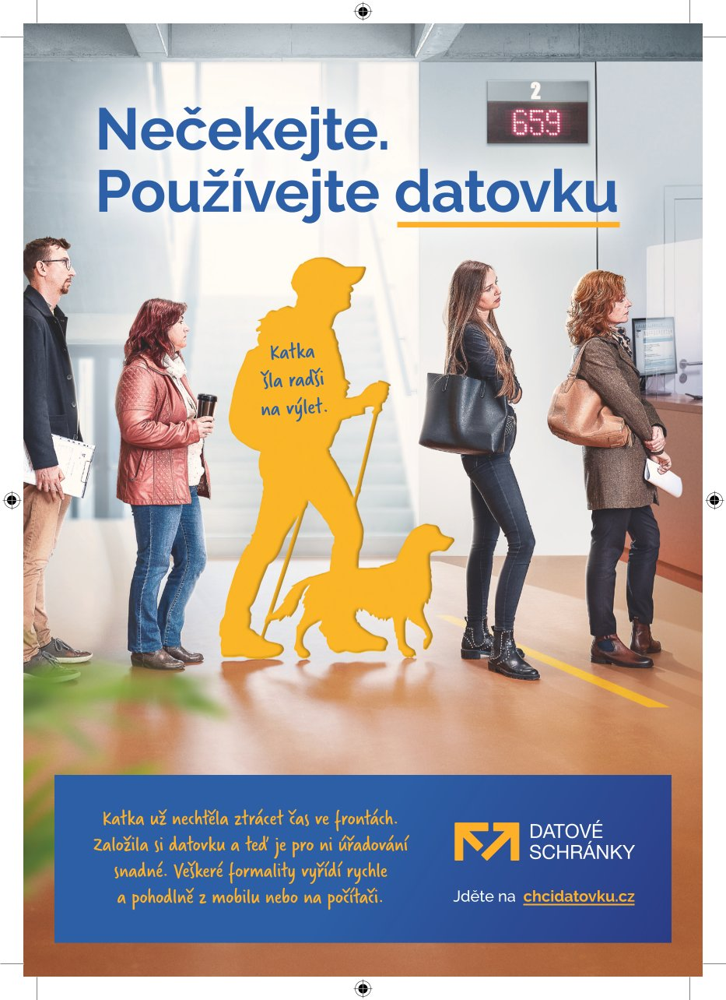 2
659
Nečekejte.
Používejte datovku
Katka
šla radši
na výlet.
Katka už nechtěla ztrácet čas ve frontách.
Založila si datovku a teď je pro ni úřadování
snadné. Veškeré formality vyřídí rychle
a pohodlně z mobilu nebo na počítači.
DATOVÉ
SCHRÁNKY
Jděte na chcidatovku.cz